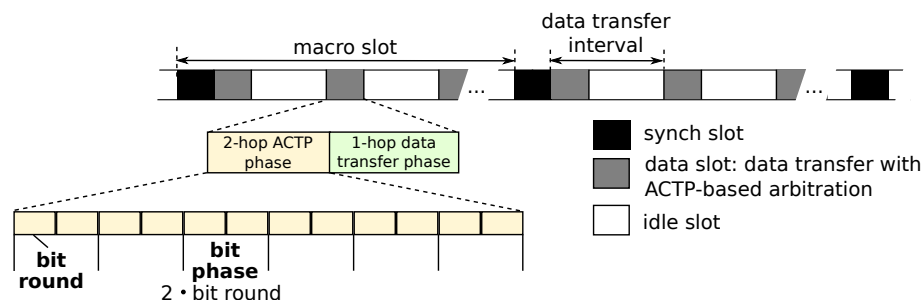 data transfer
interval
macro slot
...
...
...
2-hop ACTP
phase
1-hop data
transfer phase
synch slot
data slot: data transfer with
ACTP-based arbitration
idle slot
bit
round
bit
phase
2 • bit round